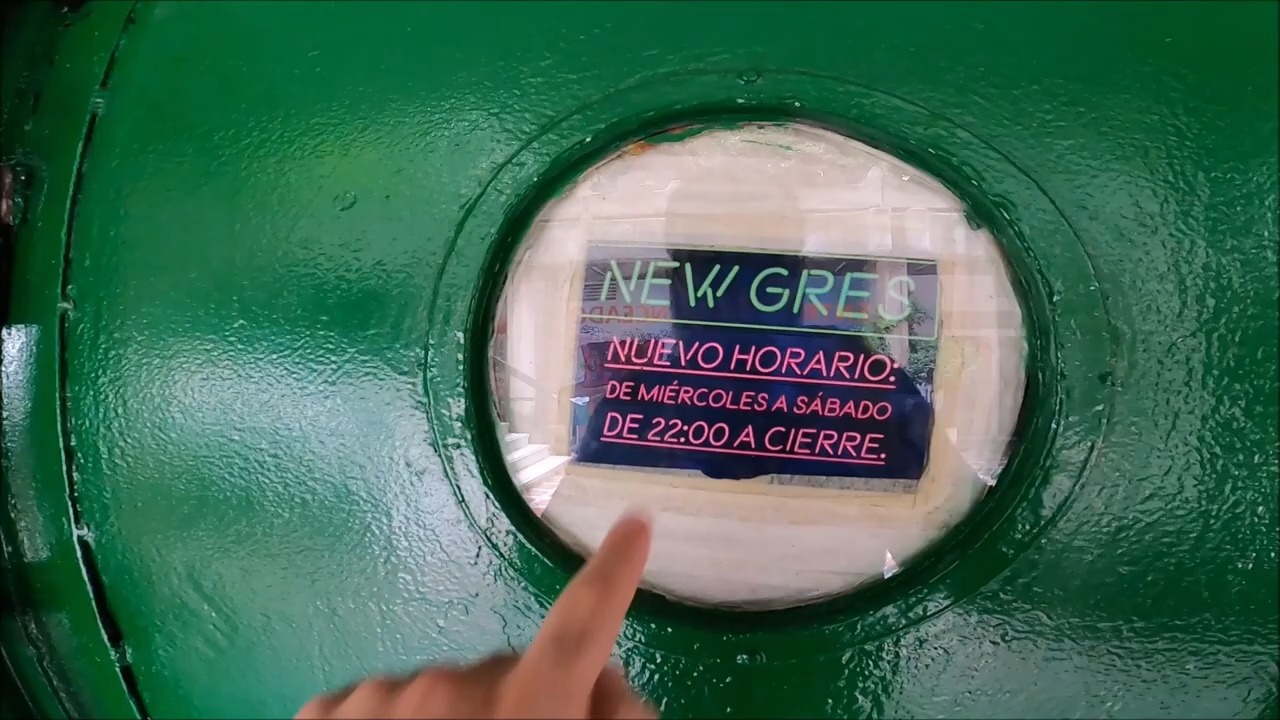 NEW GRES
NUEVO HORARIO:
DE MIÉRCOLES A SÁBADO
DE 22:00 A CIERRE.